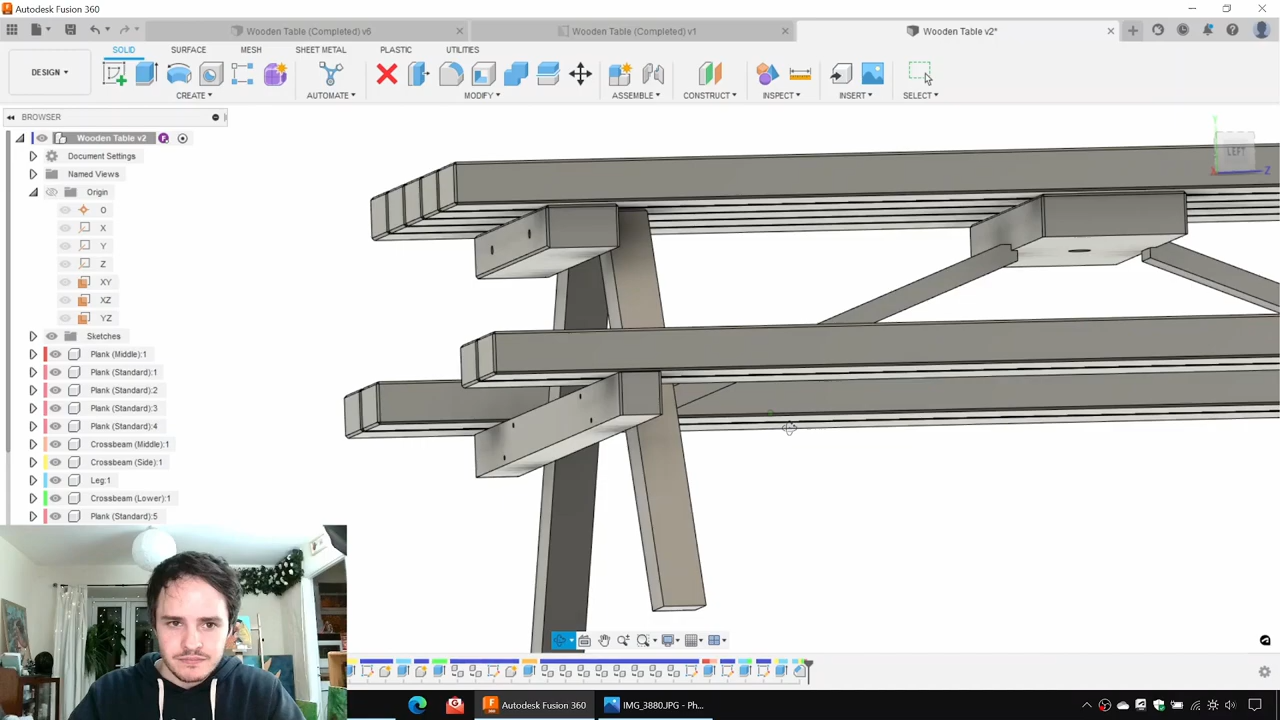 Autodesk Fusion 360
Wooden Table (Completed) v6
Wooden Table (Completed) v1
Wooden Table v2*
SOLID
SURFACE
MESH
SHEET METAL
PLASTIC
UTILITIES
DESIGN
CREATE
AUTOMATE
MODIFY
ASSEMBLE
CONSTRUCT
INSPECT
INSERT
SELECT
BROWSER
Wooden Table v2
Document Settings
Named Views
Origin
O
X
Y
Z
XY
XZ
YZ
Sketches
Plank (Middle):1
Plank (Standard):1
Plank (Standard):2
Plank (Standard):3
Plank (Standard):4
Crossbeam (Middle):1
Crossbeam (Side):1
Leg:1
Crossbeam (Lower):1
Plank (Standard):5
Y
LEFT
X
Z
Autodesk Fusion 360
IMG_3880.JPG - Pho...